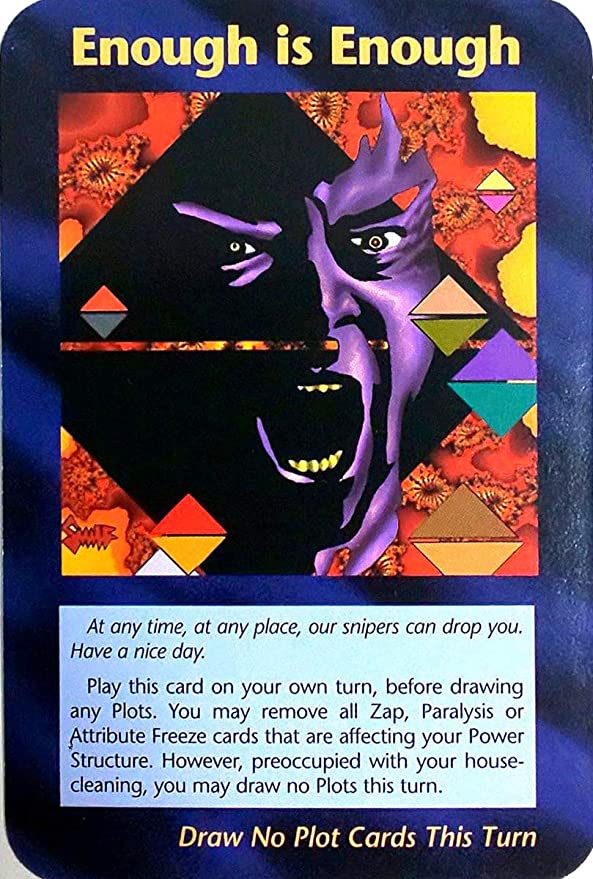 Enough is Enough
At any time, at any place, our snipers can drop you.
Have a nice day.
Play this card on your own turn, before drawing
any Plots. You may remove all Zap, Paralysis or
Attribute Freeze cards that are affecting your Power
Structure. However, preoccupied with your house-
cleaning, you may draw no Plots this turn.
Draw No Plot Cards This Turn